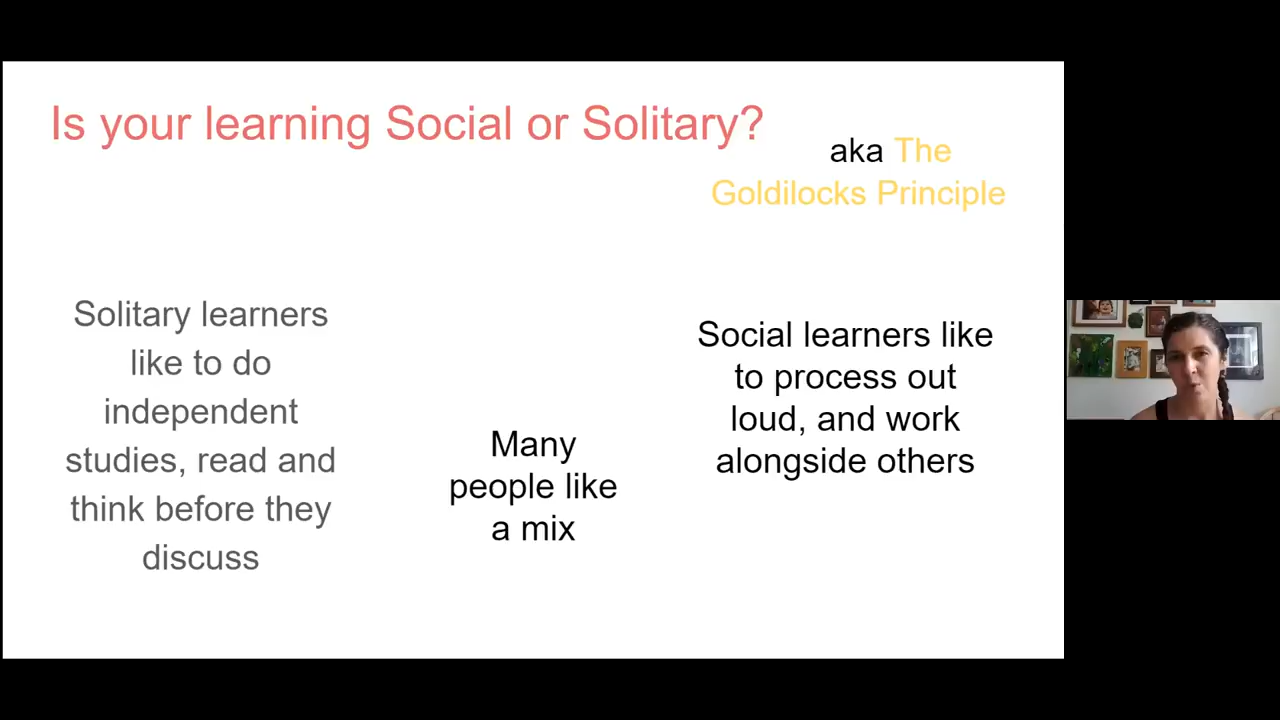 Is your learning Social or Solitary?
aka The
Goldilocks Principle
Solitary learners
like to do
independent
studies, read and
think before they
discuss
Many
people like
a mix
Social learners like
to process out
loud, and work
alongside others